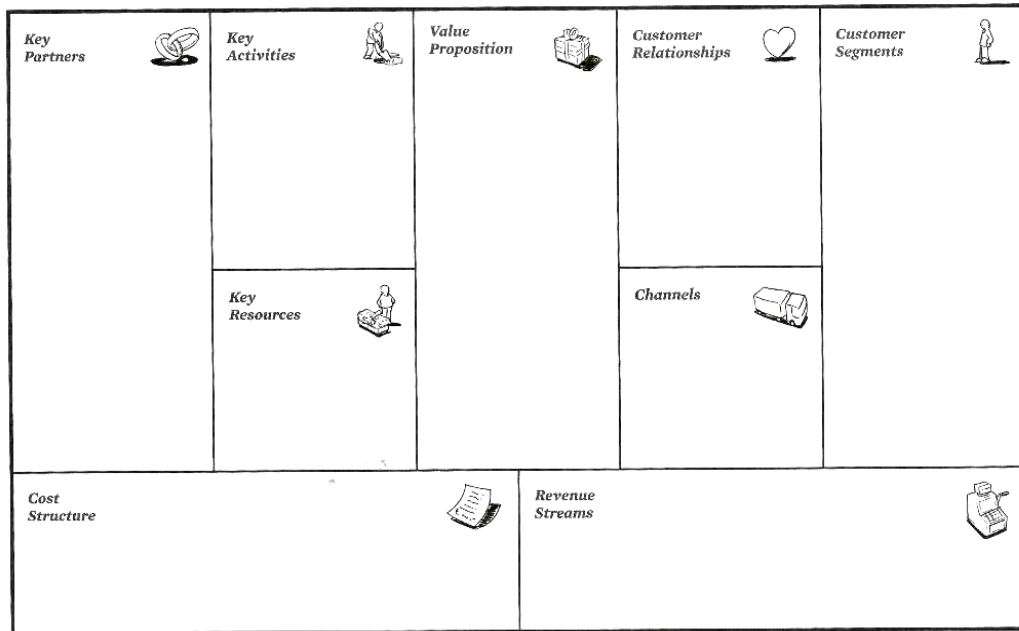 Key
Partners
Key
Activities
Value
Proposition
Customer
Relationships
Customer
Segments
Key
Resources
Channels
Cost
Structure
Revenue
Streams